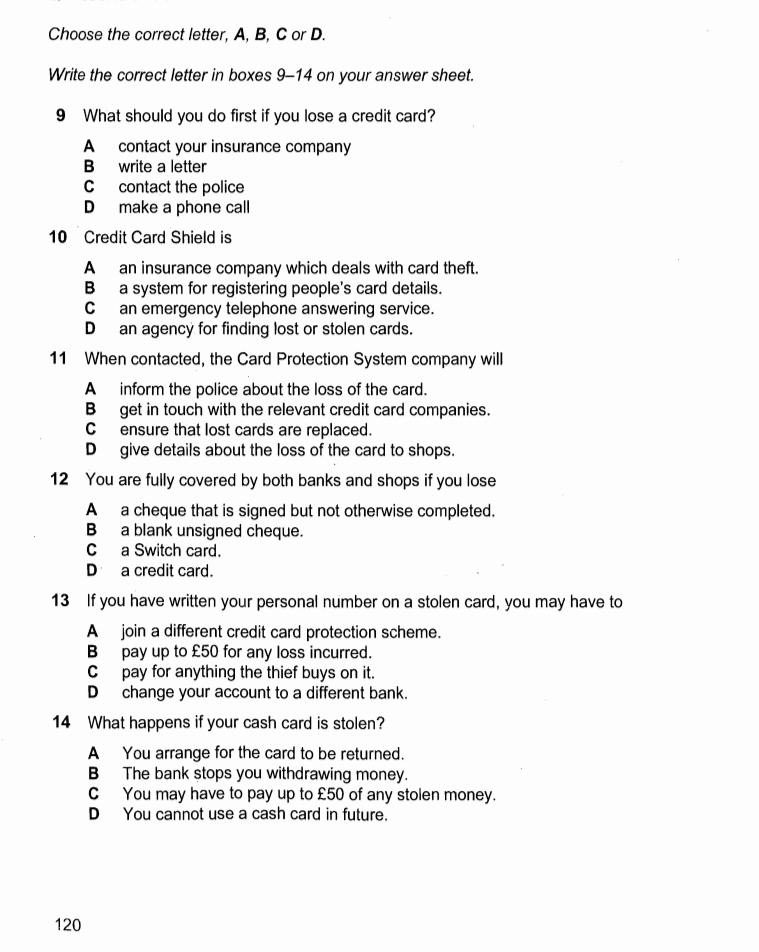 Choose the correct letter, A, B, C or D.
Write the correct letter in boxes 9–14 on your answer sheet.
9 What should you do first if you lose a credit card?
A contact your insurance company
B write a letter
C contact the police
D make a phone call
10 Credit Card Shield is
A an insurance company which deals with card theft.
B a system for registering people's card details.
C an emergency telephone answering service.
D an agency for finding lost or stolen cards.
11 When contacted, the Card Protection System company will
A inform the police about the loss of the card.
B get in touch with the relevant credit card companies.
C ensure that lost cards are replaced.
D give details about the loss of the card to shops.
12 You are fully covered by both banks and shops if you lose
A a cheque that is signed but not otherwise completed.
B a blank unsigned cheque.
C a Switch card.
D a credit card.
13 If you have written your personal number on a stolen card, you may have to
A join a different credit card protection scheme.
B pay up to £50 for any loss incurred.
C pay for anything the thief buys on it.
D change your account to a different bank.
14 What happens if your cash card is stolen?
A You arrange for the card to be returned.
B The bank stops you withdrawing money.
C You may have to pay up to £50 of any stolen money.
D You cannot use a cash card in future.
120